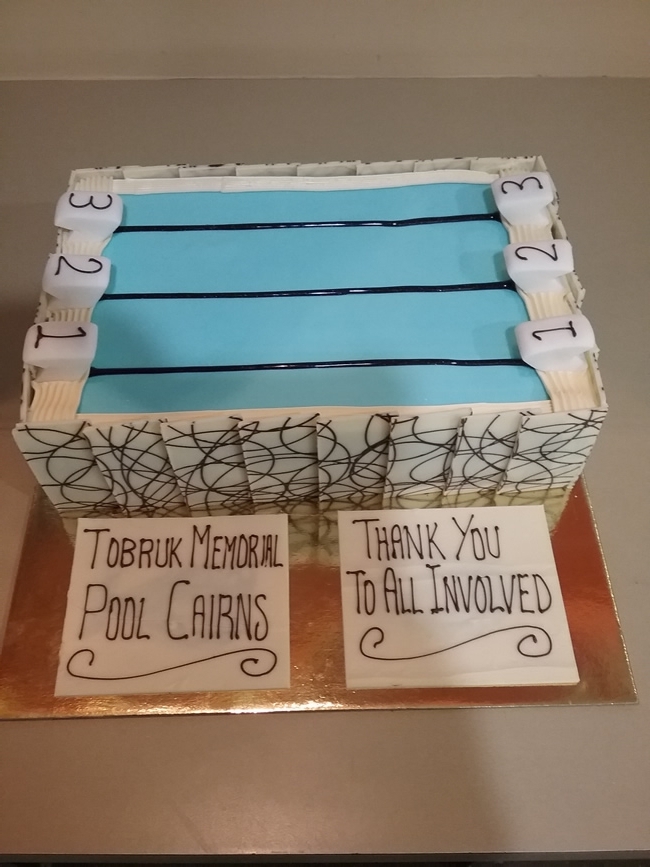 3 3
2 2
1 1
TOBRUK MEMORIAL
POOL CAIRNS
THANK YOU
TO ALL INVOLVED